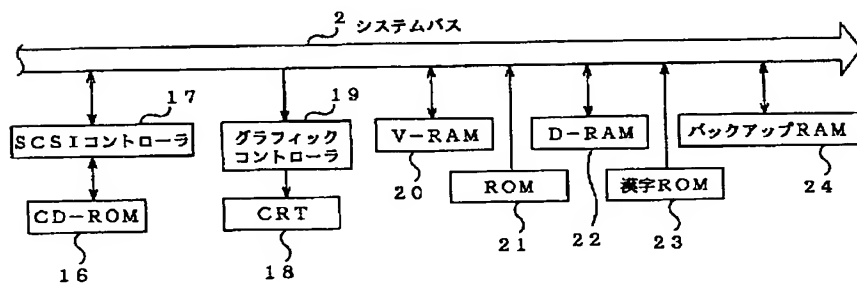 2 システムバス
17
19
SCSIコントローラ
グラフィック
コントローラ
V-RAM
D-RAM
バックアップRAM
20
ROM
22
漢字ROM
24
CD-ROM
CRT
21
23
16
18